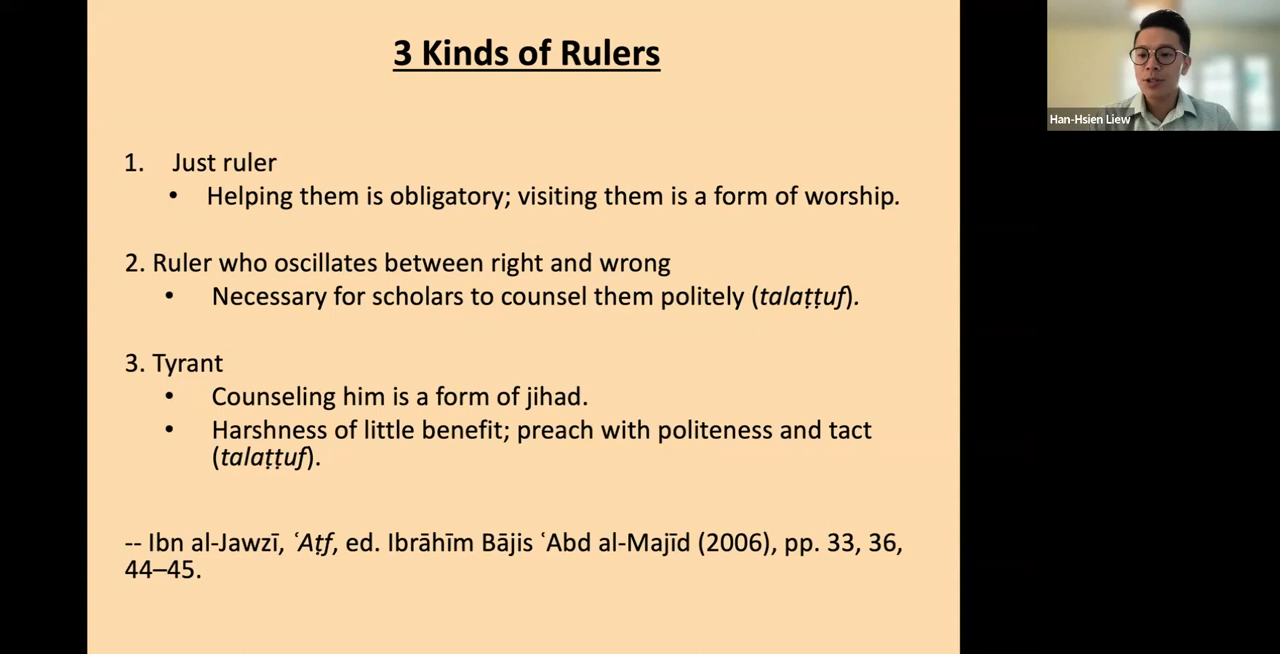 3 Kinds of Rulers
1. Just ruler
• Helping them is obligatory; visiting them is a form of worship.
2. Ruler who oscillates between right and wrong
• Necessary for scholars to counsel them politely (talaṭṭuf).
3. Tyrant
• Counseling him is a form of jihad.
• Harshness of little benefit; preach with politeness and tact
(talaṭṭuf).
-- Ibn al-Jawzī, ʿAṭf, ed. Ibrāhīm Bājis ʿAbd al-Majīd (2006), pp. 33, 36,
44–45.
Han-Hsien Liew